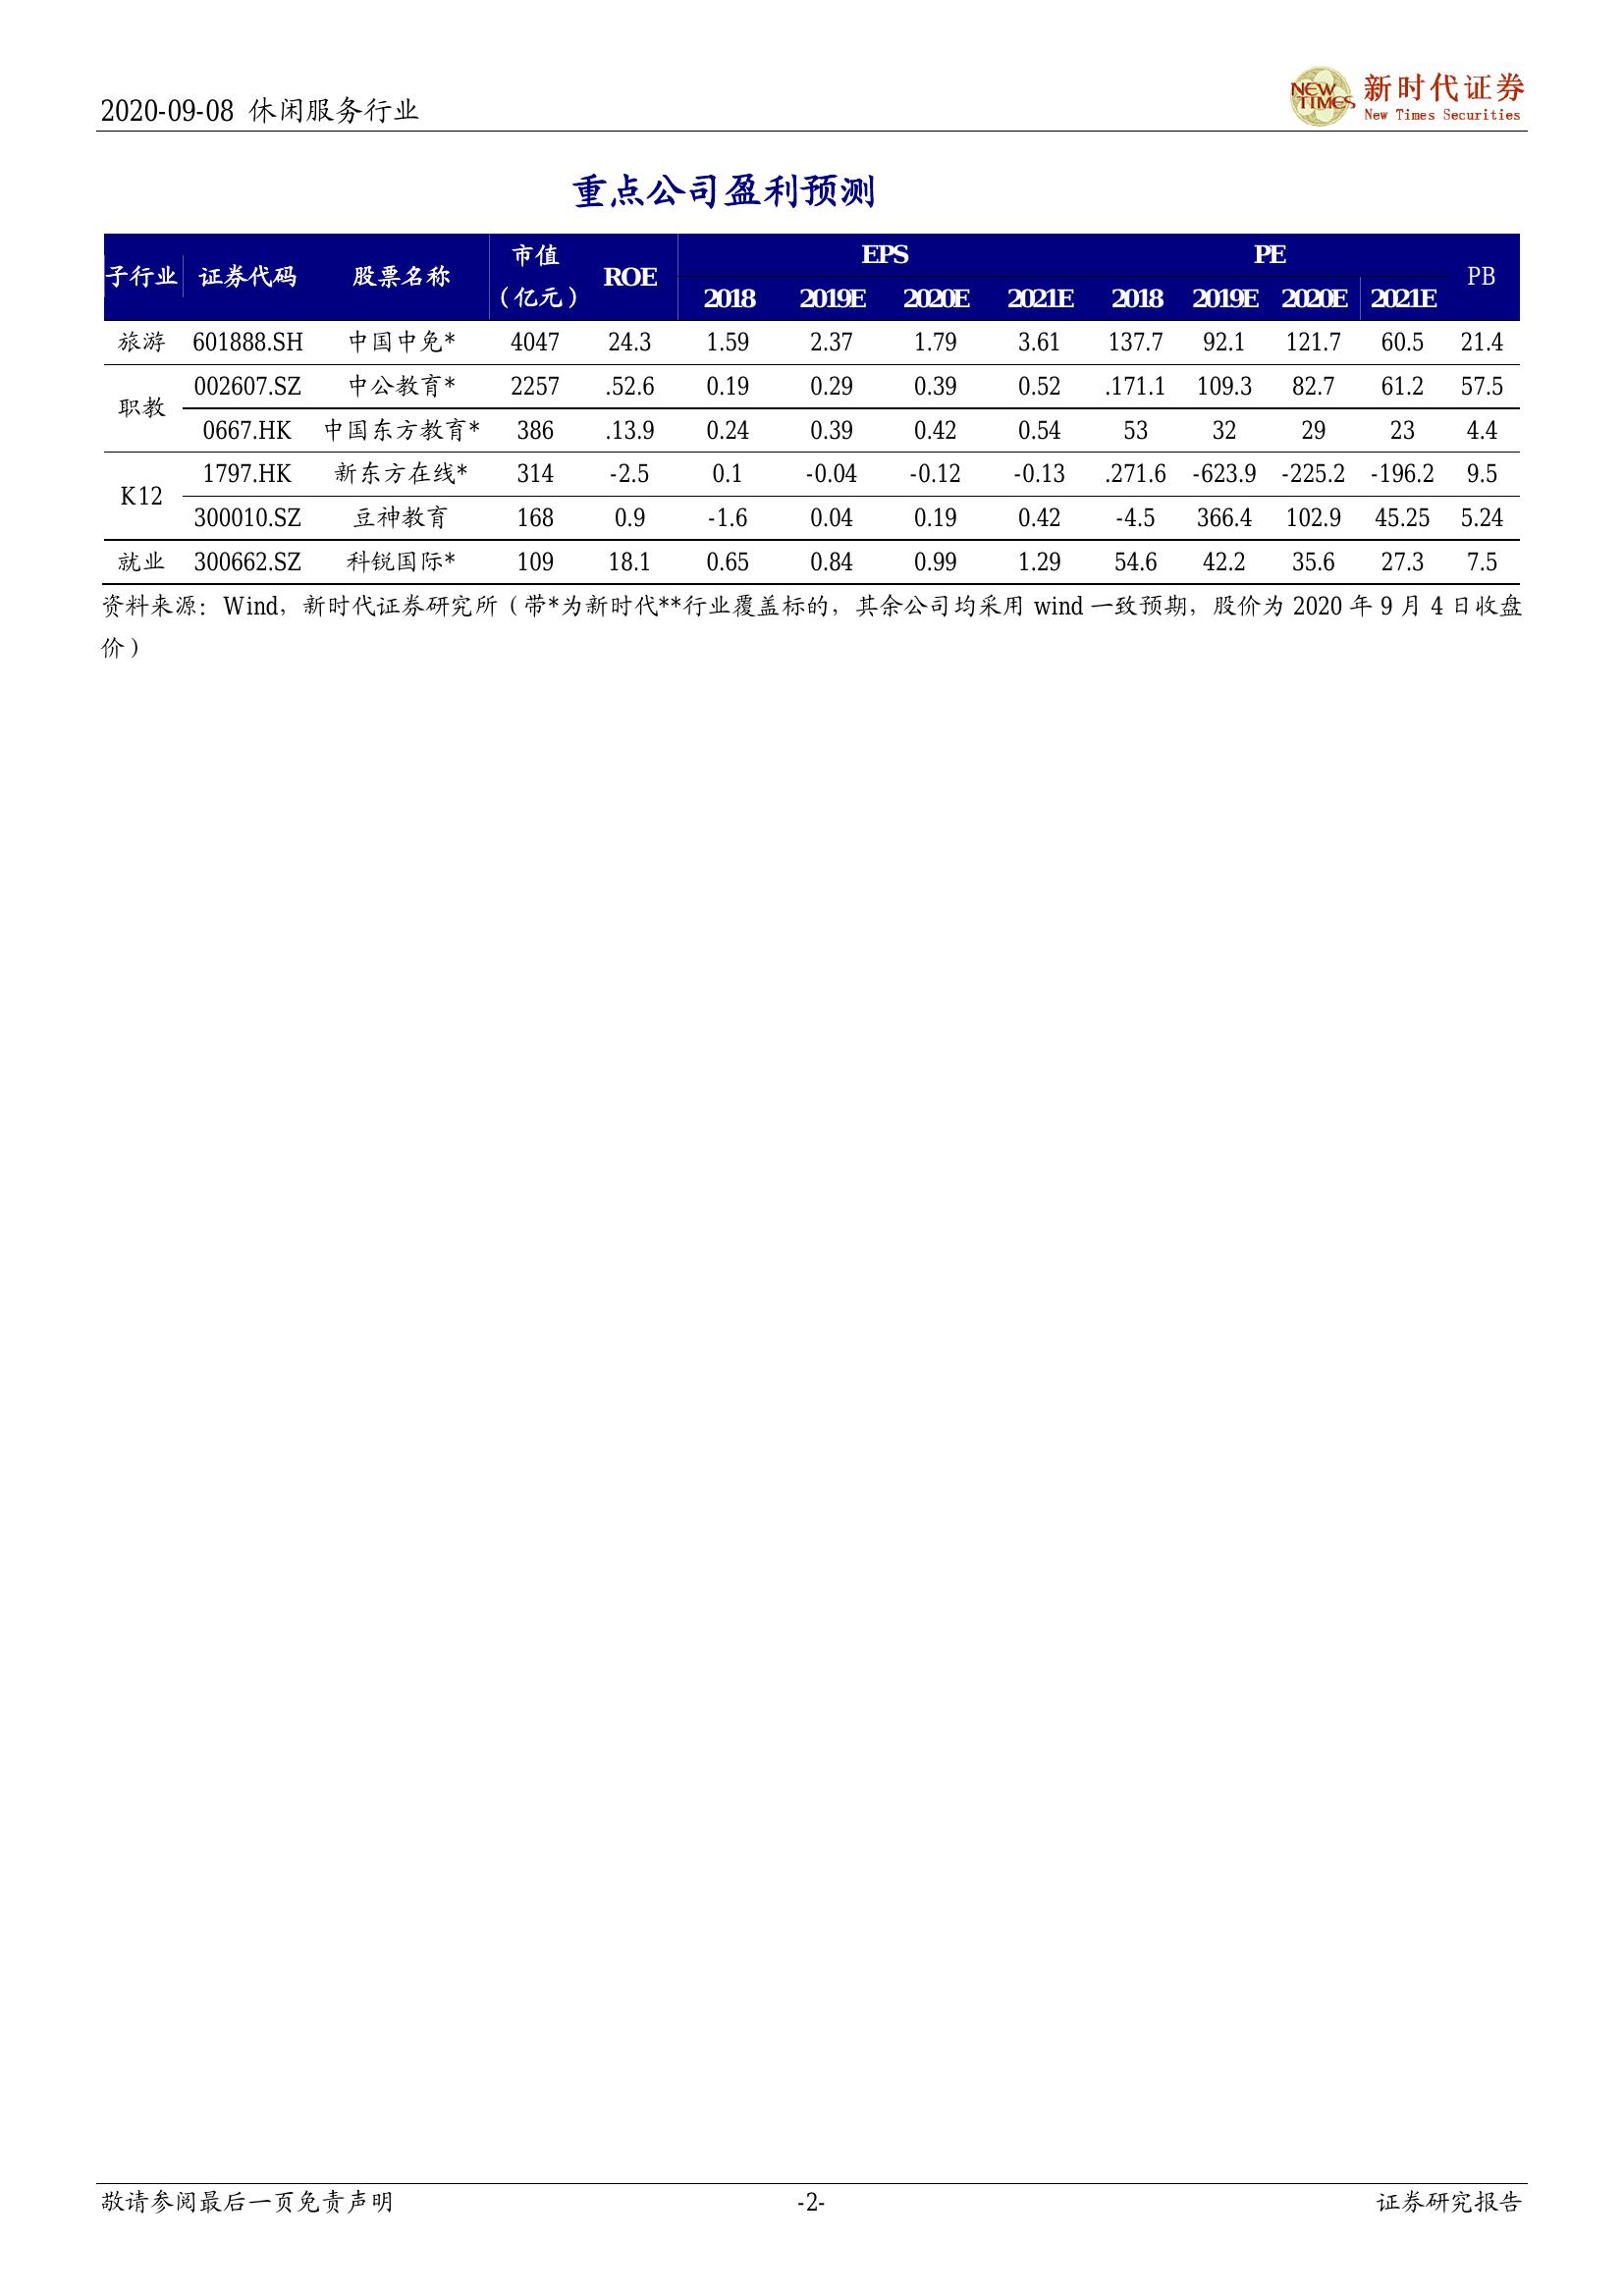 2020-09-08 休闲服务行业
NEW TIMES 新时代证券
New Times Securities
重点公司盈利预测
子行业 证券代码 股票名称 市值（亿元） ROE EPS PE PB
2018 2019E 2020E 2021E 2018 2019E 2020E 2021E
旅游 601888.SH 中国中免* 4047 24.3 1.59 2.37 1.79 3.61 137.7 92.1 121.7 60.5 21.4
职教 002607.SZ 中公教育* 2257 .52.6 0.19 0.29 0.39 0.52 .171.1 109.3 82.7 61.2 57.5
0667.HK 中国东方教育* 386 .13.9 0.24 0.39 0.42 0.54 53 32 29 23 4.4
K12 1797.HK 新东方在线* 314 -2.5 0.1 -0.04 -0.12 -0.13 .271.6 -623.9 -225.2 -196.2 9.5
300010.SZ 豆神教育 168 0.9 -1.6 0.04 0.19 0.42 -4.5 366.4 102.9 45.25 5.24
就业 300662.SZ 科锐国际* 109 18.1 0.65 0.84 0.99 1.29 54.6 42.2 35.6 27.3 7.5
资料来源：Wind，新时代证券研究所（带*为新时代**行业覆盖标的，其余公司均采用 wind 一致预期，股价为 2020 年 9 月 4 日收盘
价）
敬请参阅最后一页免责声明 -2- 证券研究报告